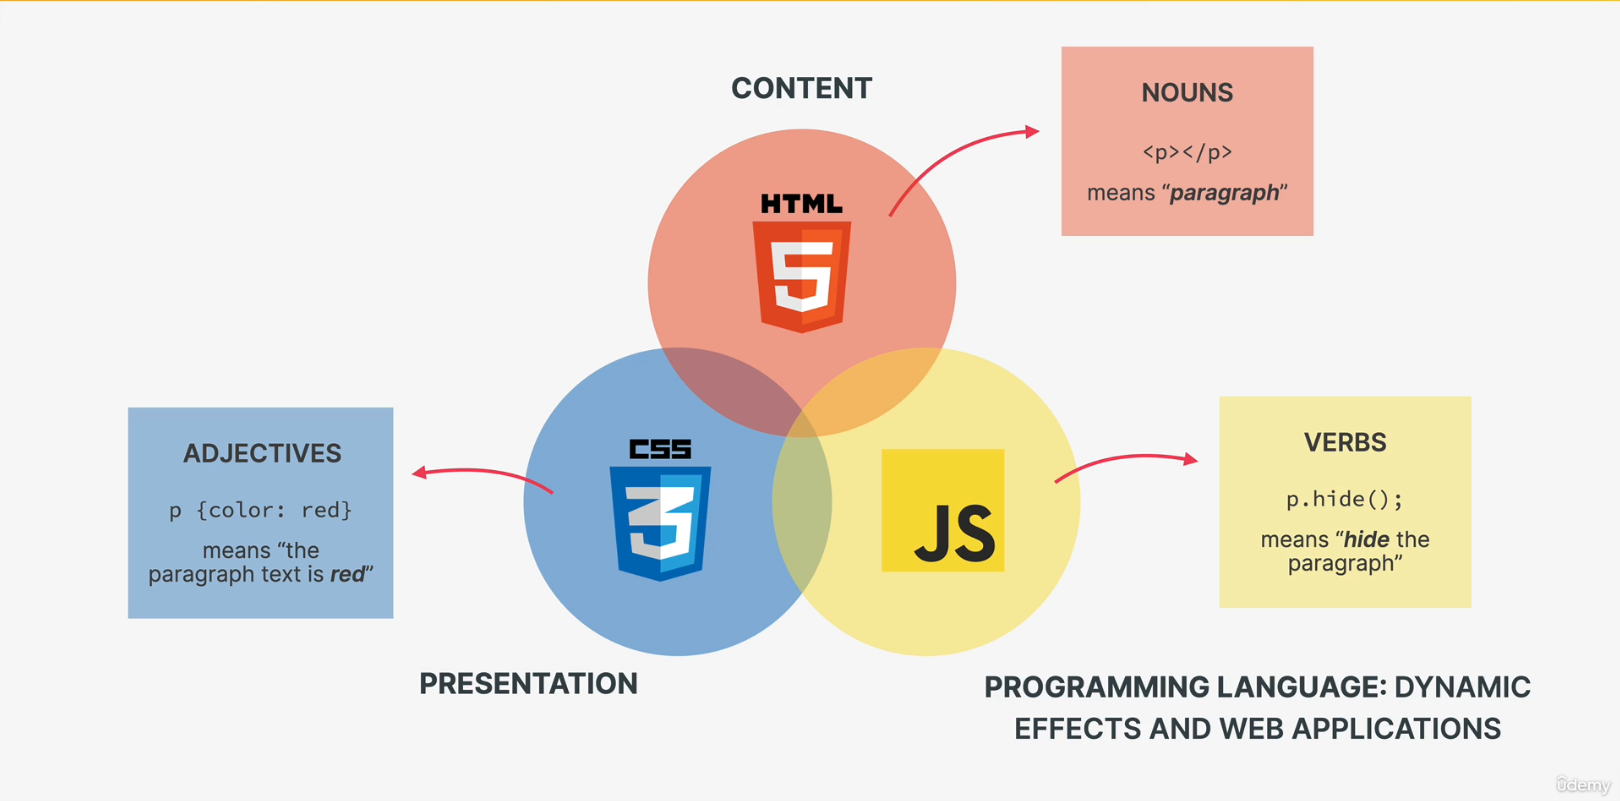 CONTENT
HTML
5
NOUNS
<p></p>
means “paragraph”
ADJECTIVES
p {color: red}
means “the
paragraph text is red”
CSS
3
JS
VERBS
p.hide();
means “hide the
paragraph”
PRESENTATION
PROGRAMMING LANGUAGE: DYNAMIC
EFFECTS AND WEB APPLICATIONS
ûdemy